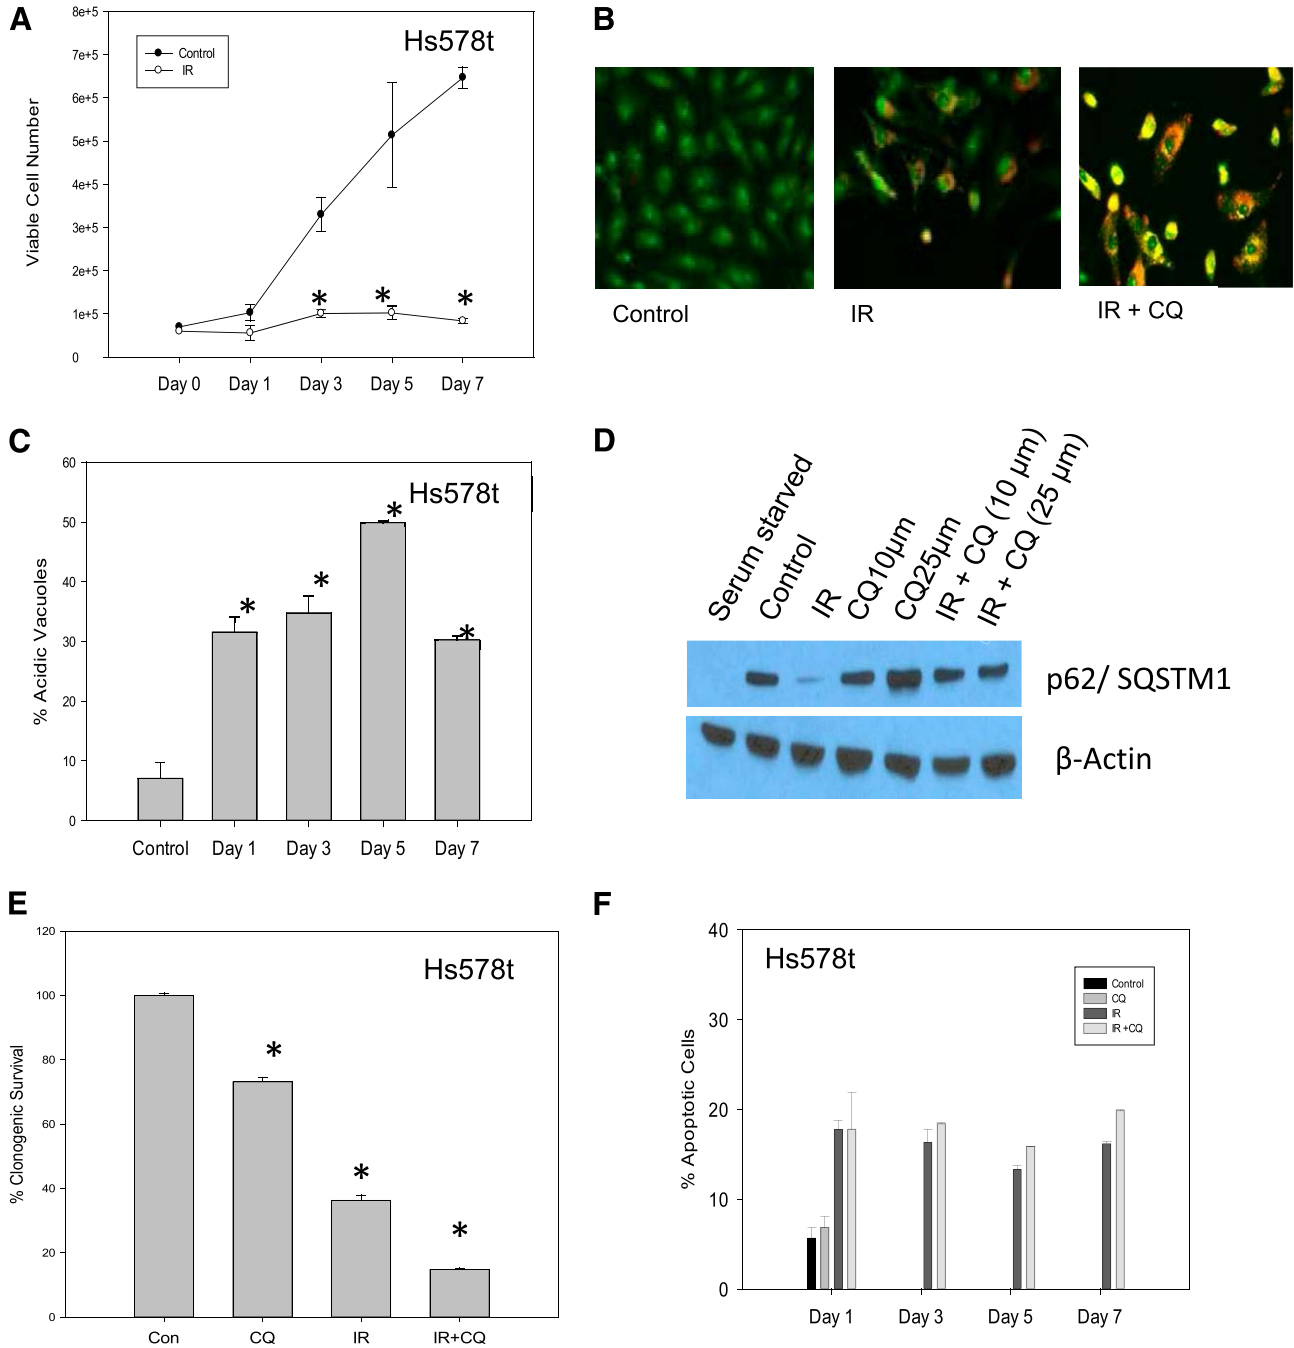 A
Hs578t
Control
IR
8e+5
7e+5
6e+5
5e+5
4e+5
3e+5
2e+5
1e+5
0
Viable Cell Number
Day 0 Day 1 Day 3 Day 5 Day 7
* * *
B
Control
IR
IR + CQ
C
Hs578t
60
50
40
30
20
10
0
% Acidic Vacuoles
Control Day 1 Day 3 Day 5 Day 7
* * * *
D
Serum starved
Control
IR
CQ10µm
CQ25µm
IR + CQ (10 µm)
IR + CQ (25 µm)
p62/ SQSTM1
β-Actin
E
Hs578t
120
100
80
60
40
20
0
% Clonogenic Survival
Con CQ IR IR+CQ
* * *
F
Hs578t
Control
CQ
IR
IR +CQ
40
30
20
10
0
% Apoptotic Cells
Day 1 Day 3 Day 5 Day 7